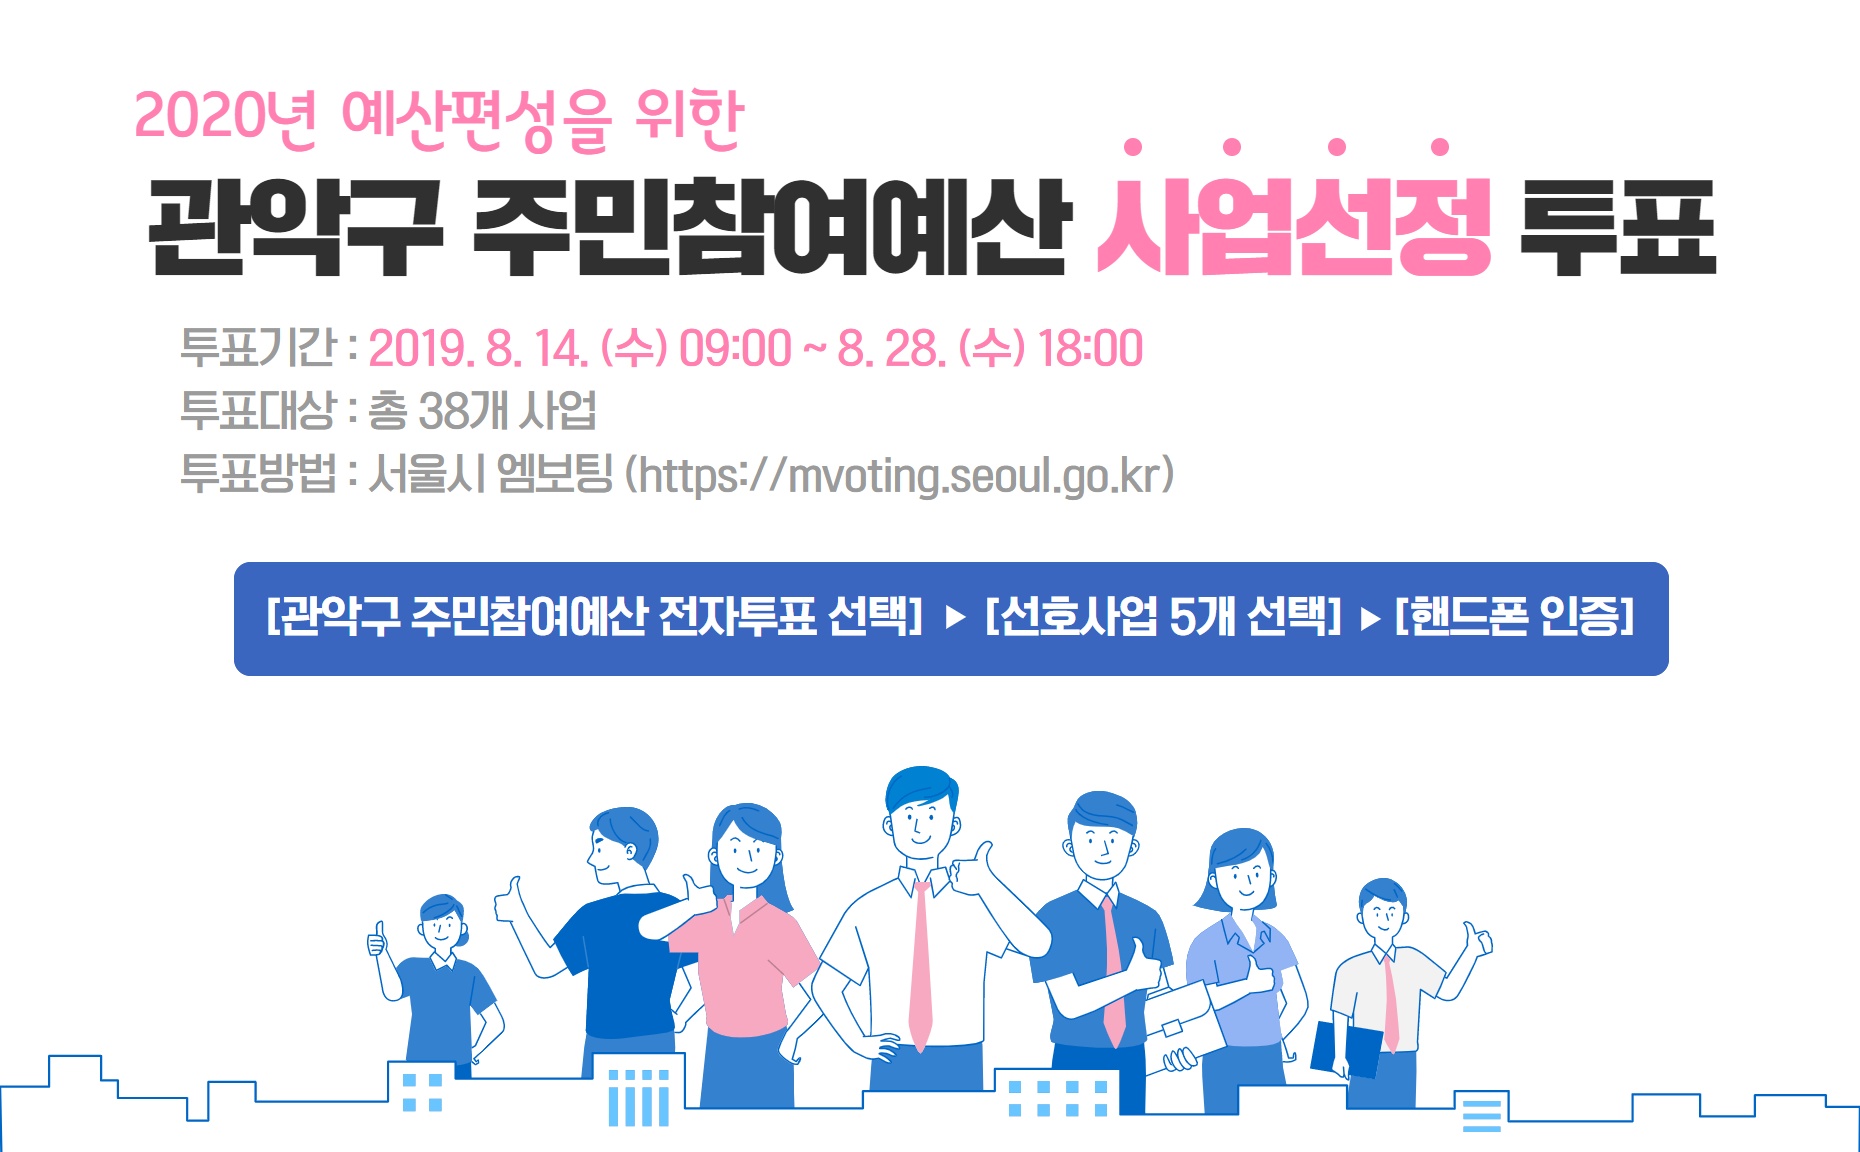 2020년 예산편성을 위한
관악구 주민참여예산 사업선정 투표
투표기간 : 2019. 8. 14. (수) 09:00 ~ 8. 28. (수) 18:00
투표대상 : 총 38개 사업
투표방법 : 서울시 엠보팅 (https://mvoting.seoul.go.kr)
[관악구 주민참여예산 전자투표 선택] ▶ [선호사업 5개 선택] ▶ [핸드폰 인증]